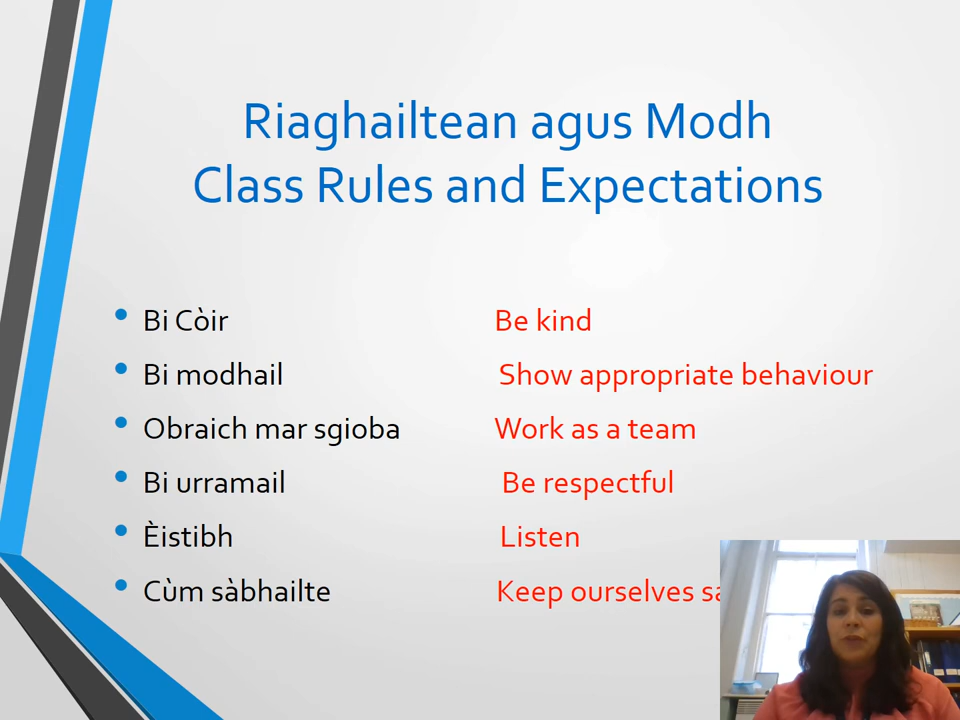 Riaghailtean agus Modh
Class Rules and Expectations
Bi Còir Be kind
Bi modhail Show appropriate behaviour
Obraich mar sgioba Work as a team
Bi urramail Be respectful
Èistibh Listen
Cùm sàbhailte Keep ourselves